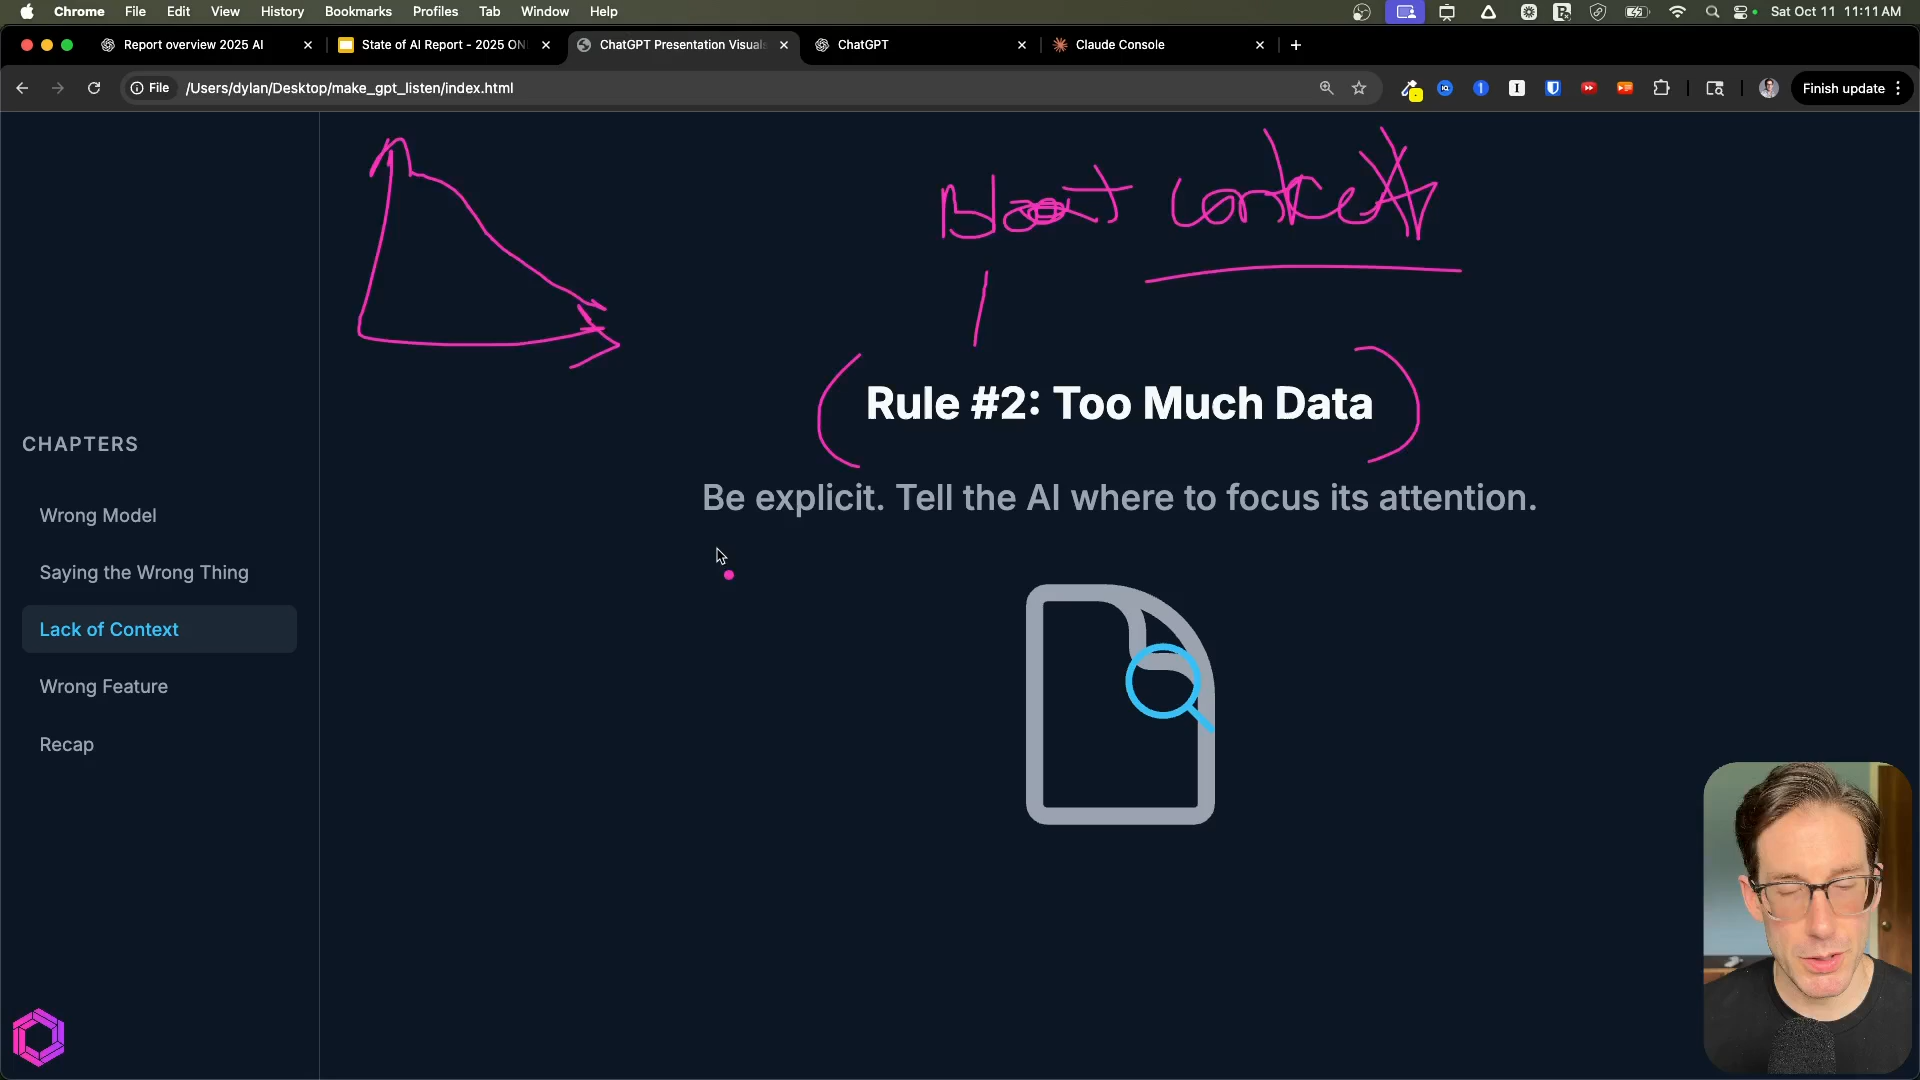 Chrome File Edit View History Bookmarks Profiles Tab Window Help Sat Oct 11 11:11 AM
Report overview 2025 AI State of AI Report - 2025 ON ChatGPT Presentation Visuals ChatGPT Claude Console
File /Users/dylan/Desktop/make_gpt_listen/index.html Finish update
context
Rule #2: Too Much Data
Be explicit. Tell the AI where to focus its attention.
CHAPTERS
Wrong Model
Saying the Wrong Thing
Lack of Context
Wrong Feature
Recap